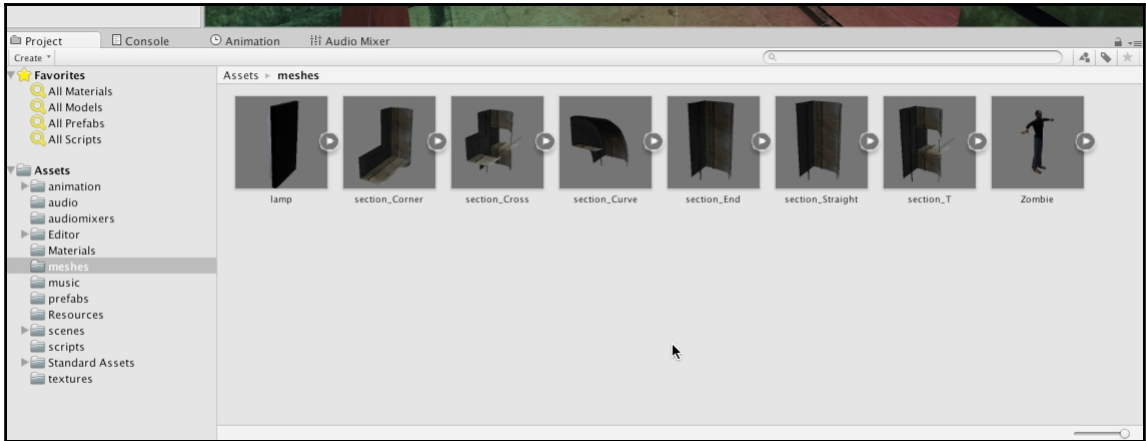 Project Console Animation Audio Mixer
Create
Favorites
All Materials
All Models
All Prefabs
All Scripts
Assets
animation
audio
audiomixers
Editor
Materials
meshes
music
prefabs
Resources
scenes
scripts
Standard Assets
textures
Assets meshes
lamp section_Corner section_Cross section_Curve section_End section_Straight section_T Zombie